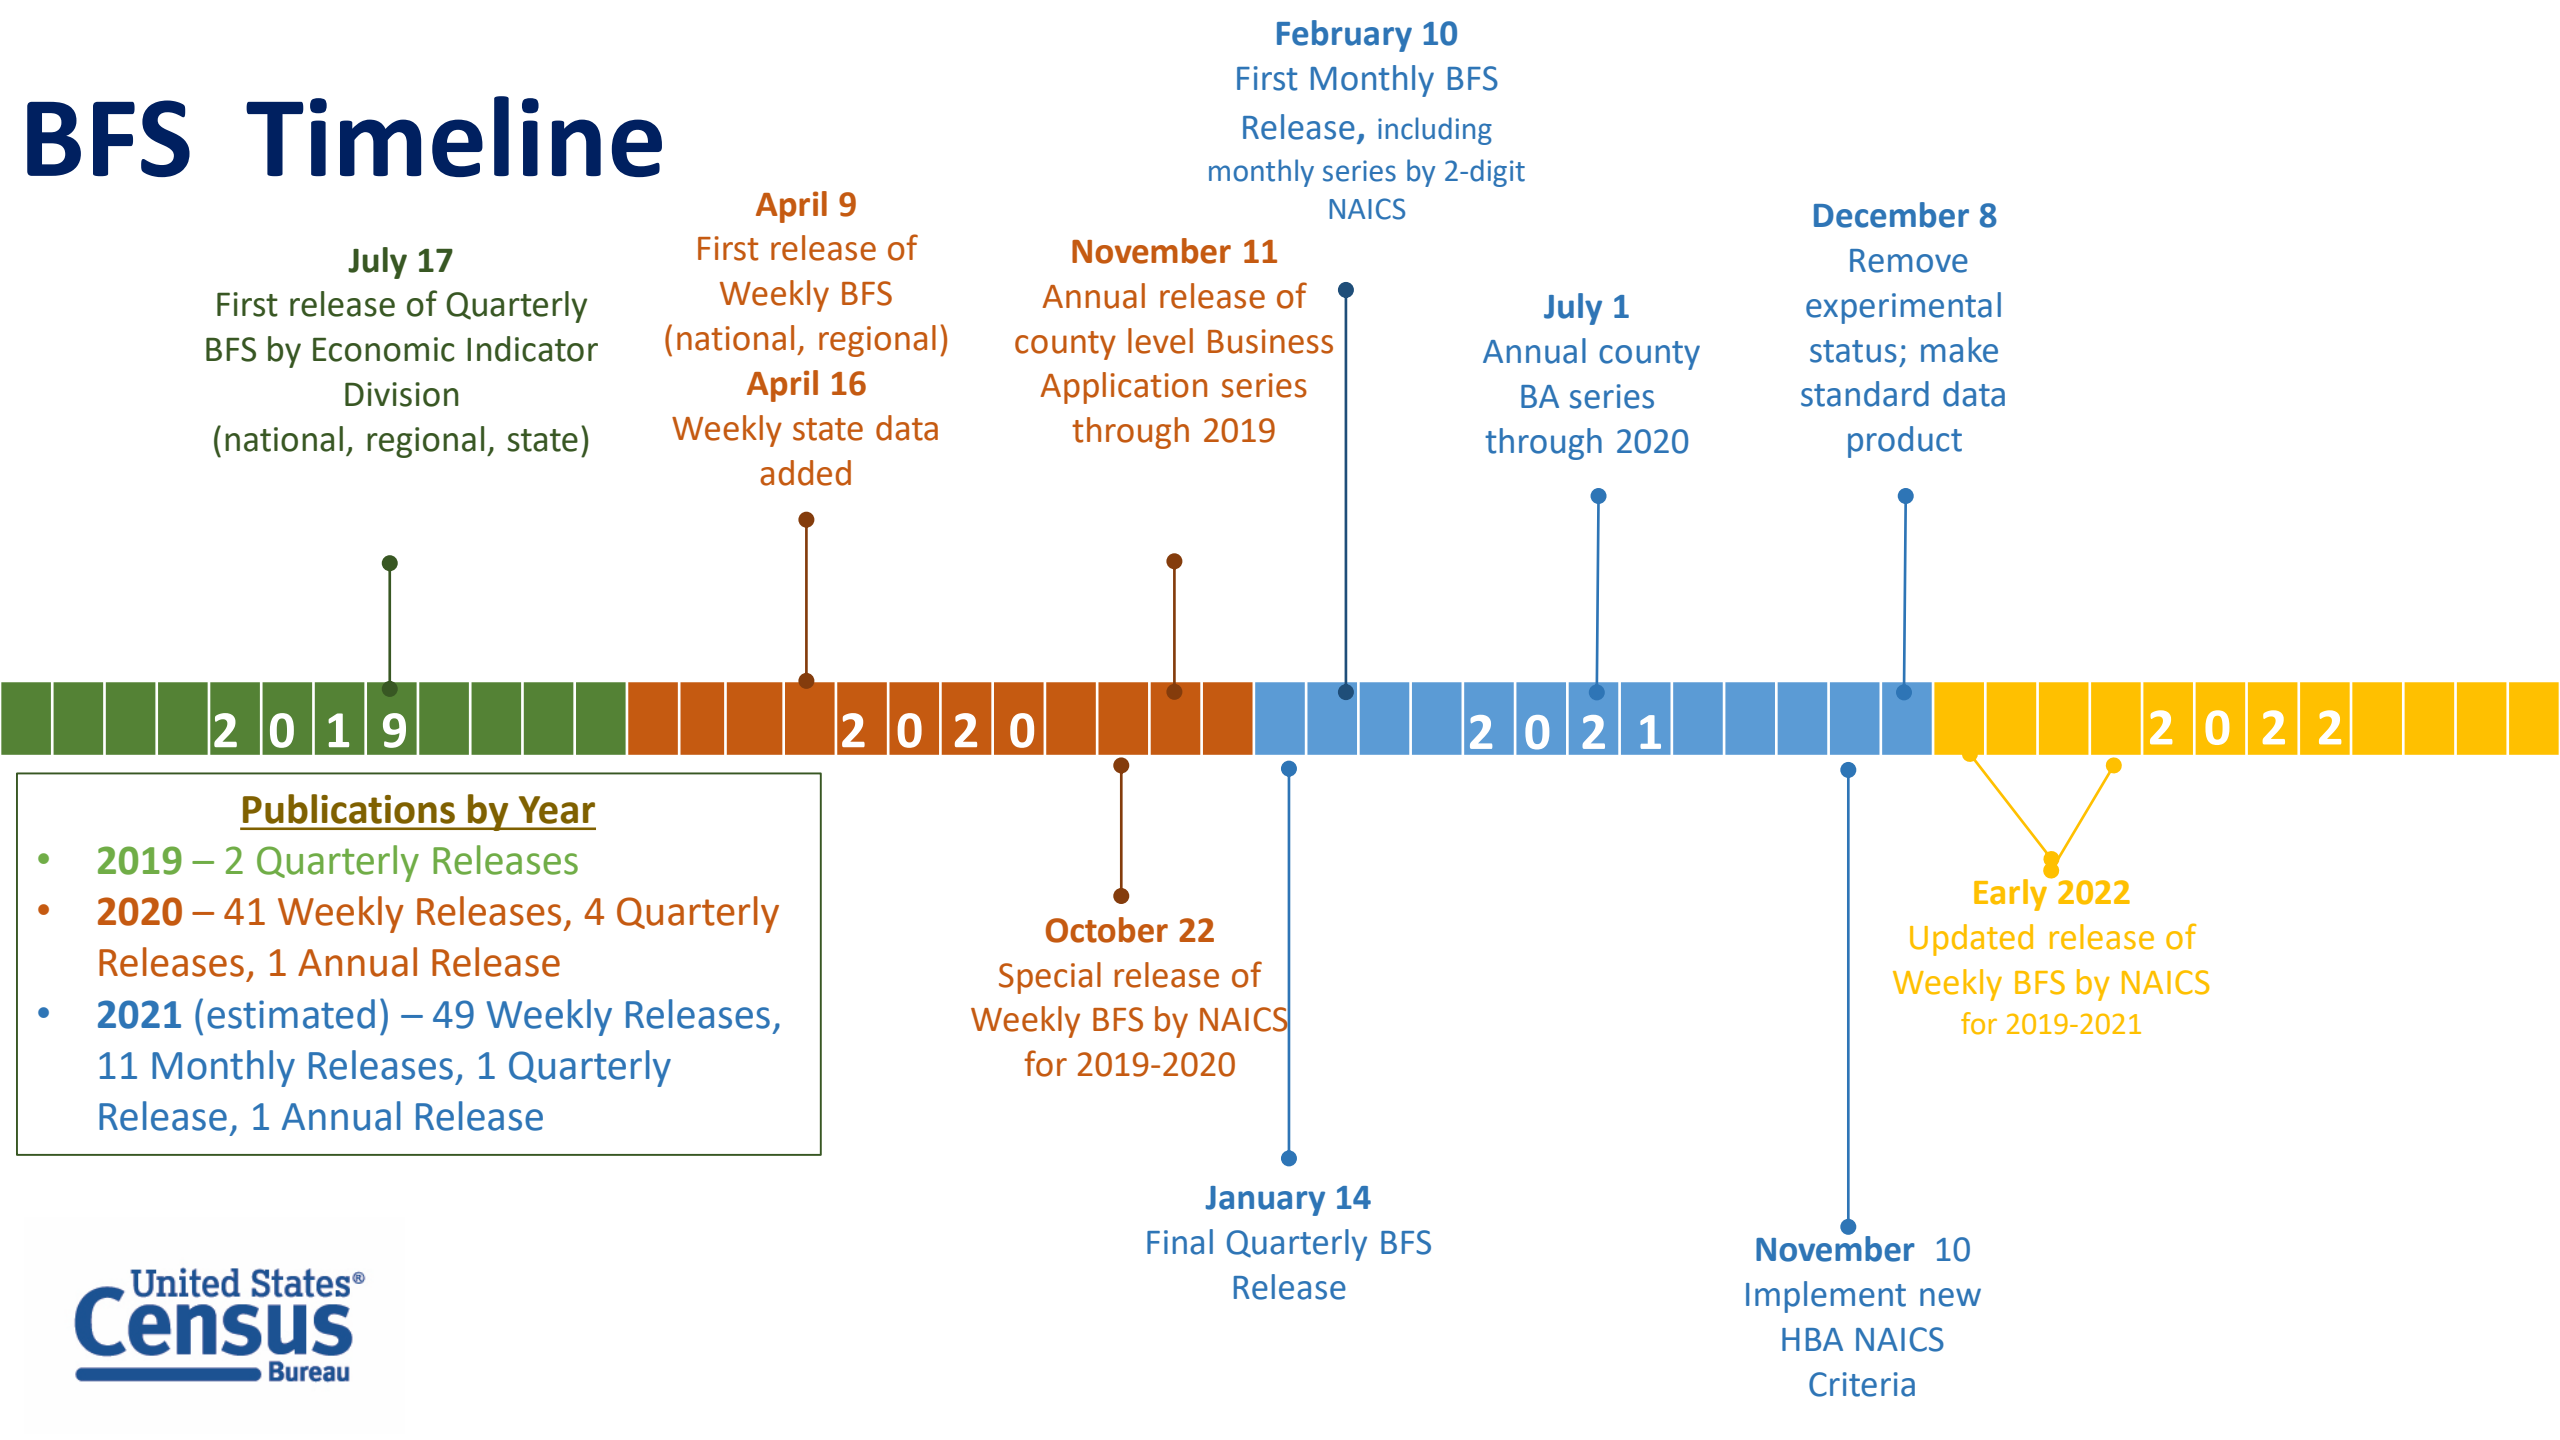 BFS Timeline
July 17
First release of Quarterly
BFS by Economic Indicator
Division
(national, regional, state)
April 9
First release of
Weekly BFS
(national, regional)
April 16
Weekly state data
added
November 11
Annual release of
county level Business
Application series
through 2019
February 10
First Monthly BFS
Release, including
monthly series by 2-digit
NAICS
July 1
Annual county
BA series
through 2020
December 8
Remove
experimental
status; make
standard data
product
2019
2020
2021
2022
Publications by Year
• 2019 – 2 Quarterly Releases
• 2020 – 41 Weekly Releases, 4 Quarterly
Releases, 1 Annual Release
• 2021 (estimated) – 49 Weekly Releases,
11 Monthly Releases, 1 Quarterly
Release, 1 Annual Release
October 22
Special release of
Weekly BFS by NAICS
for 2019-2020
January 14
Final Quarterly BFS
Release
November 10
Implement new
HBA NAICS
Criteria
Early 2022
Updated release of
Weekly BFS by NAICS
for 2019-2021
United States®
Census
Bureau